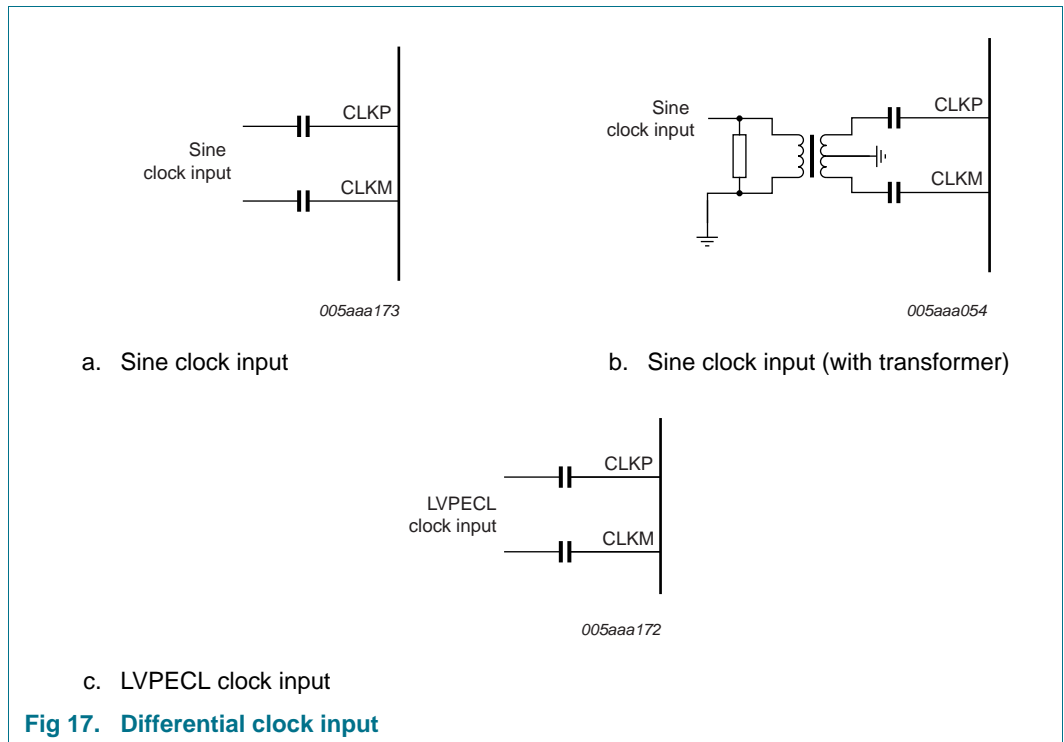 CLKP
Sine
clock input
CLKM
005aaa173
a. Sine clock input
Sine
clock input
CLKP
CLKM
005aaa054
b. Sine clock input (with transformer)
CLKP
LVPECL
clock input
CLKM
005aaa172
c. LVPECL clock input
Fig 17. Differential clock input